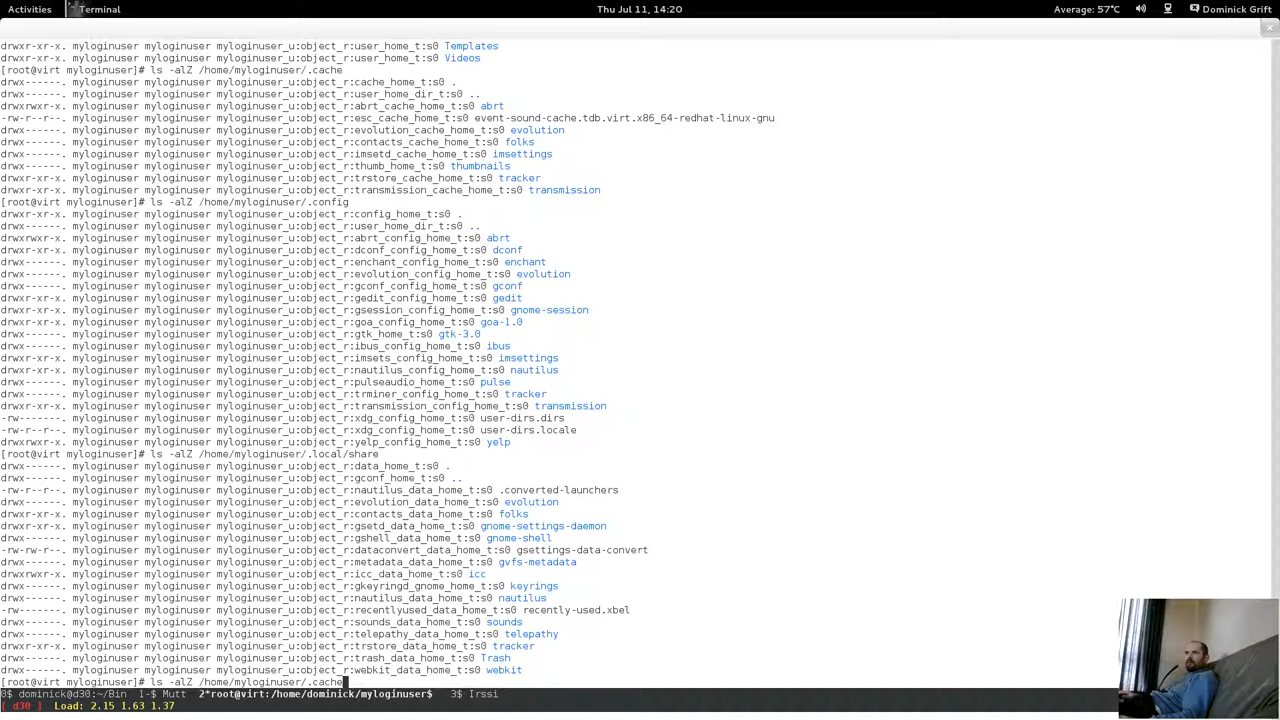 Activities Terminal Thu Jul 11, 14:20 Average: 57°C Dominick Grift
drwxr-xr-x. myloginuser myloginuser myloginuser_u:object_r:user_home_t:s0 Templates
drwxr-xr-x. myloginuser myloginuser myloginuser_u:object_r:user_home_t:s0 Videos
[root@virt myloginuser]# ls -alZ /home/myloginuser/.cache
drwx------. myloginuser myloginuser myloginuser_u:object_r:cache_home_t:s0 .
drwx------. myloginuser myloginuser myloginuser_u:object_r:user_home_dir_t:s0 ..
drwxrwxr-x. myloginuser myloginuser myloginuser_u:object_r:abrt_cache_home_t:s0 abrt
-rw-r--r--. myloginuser myloginuser myloginuser_u:object_r:esc_cache_home_t:s0 event-sound-cache.tdb.virt.x86_64-redhat-linux-gnu
drwx------. myloginuser myloginuser myloginuser_u:object_r:evolution_cache_home_t:s0 evolution
drwx------. myloginuser myloginuser myloginuser_u:object_r:contacts_cache_home_t:s0 folks
drwx------. myloginuser myloginuser myloginuser_u:object_r:imsetd_cache_home_t:s0 imsettings
drwx------. myloginuser myloginuser myloginuser_u:object_r:thumb_home_t:s0 thumbnails
drwxr-xr-x. myloginuser myloginuser myloginuser_u:object_r:trstore_cache_home_t:s0 tracker
drwx------. myloginuser myloginuser myloginuser_u:object_r:transmission_cache_home_t:s0 transmission
[root@virt myloginuser]# ls -alZ /home/myloginuser/.config
drwxr-xr-x. myloginuser myloginuser myloginuser_u:object_r:config_home_t:s0 .
drwx------. myloginuser myloginuser myloginuser_u:object_r:user_home_dir_t:s0 ..
drwxrwxr-x. myloginuser myloginuser myloginuser_u:object_r:abrt_config_home_t:s0 abrt
drwxr-xr-x. myloginuser myloginuser myloginuser_u:object_r:dconf_config_home_t:s0 dconf
drwx------. myloginuser myloginuser myloginuser_u:object_r:enchant_config_home_t:s0 enchant
drwx------. myloginuser myloginuser myloginuser_u:object_r:evolution_config_home_t:s0 evolution
drwxr-xr-x. myloginuser myloginuser myloginuser_u:object_r:gconf_config_home_t:s0 gconf
drwxr-xr-x. myloginuser myloginuser myloginuser_u:object_r:gedit_config_home_t:s0 gedit
drwxr-xr-x. myloginuser myloginuser myloginuser_u:object_r:gsession_config_home_t:s0 gnome-session
drwxr-xr-x. myloginuser myloginuser myloginuser_u:object_r:goa_config_home_t:s0 goa-1.0
drwx------. myloginuser myloginuser myloginuser_u:object_r:gtk_home_t:s0 gtk-3.0
drwxr-xr-x. myloginuser myloginuser myloginuser_u:object_r:ibus_config_home_t:s0 ibus
drwxr-xr-x. myloginuser myloginuser myloginuser_u:object_r:imsets_config_home_t:s0 imsettings
drwxr-xr-x. myloginuser myloginuser myloginuser_u:object_r:nautilus_config_home_t:s0 nautilus
drwx------. myloginuser myloginuser myloginuser_u:object_r:pulseaudio_home_t:s0 pulse
drwx------. myloginuser myloginuser myloginuser_u:object_r:trminer_config_home_t:s0 tracker
drwxr-xr-x. myloginuser myloginuser myloginuser_u:object_r:transmission_config_home_t:s0 transmission
-rw-------. myloginuser myloginuser myloginuser_u:object_r:xdg_config_home_t:s0 user-dirs.dirs
-rw-r--r--. myloginuser myloginuser myloginuser_u:object_r:xdg_config_home_t:s0 user-dirs.locale
drwxrwxr-x. myloginuser myloginuser myloginuser_u:object_r:yelp_config_home_t:s0 yelp
[root@virt myloginuser]# ls -alZ /home/myloginuser/.local/share
drwx------. myloginuser myloginuser myloginuser_u:object_r:data_home_t:s0 .
drwx------. myloginuser myloginuser myloginuser_u:object_r:gconf_home_t:s0 ..
-rw-r--r--. myloginuser myloginuser myloginuser_u:object_r:nautilus_data_home_t:s0 .converted-launchers
drwx------. myloginuser myloginuser myloginuser_u:object_r:evolution_data_home_t:s0 evolution
drwxr-xr-x. myloginuser myloginuser myloginuser_u:object_r:contacts_data_home_t:s0 folks
drwxr-xr-x. myloginuser myloginuser myloginuser_u:object_r:gsetd_data_home_t:s0 gnome-settings-daemon
drwx------. myloginuser myloginuser myloginuser_u:object_r:gshell_data_home_t:s0 gnome-shell
-rw-rw-r--. myloginuser myloginuser myloginuser_u:object_r:dataconvert_data_home_t:s0 gsettings-data-convert
drwx------. myloginuser myloginuser myloginuser_u:object_r:metadata_data_home_t:s0 gvfs-metadata
drwxrwxr-x. myloginuser myloginuser myloginuser_u:object_r:icc_data_home_t:s0 icc
drwx------. myloginuser myloginuser myloginuser_u:object_r:gkeyringd_gnome_home_t:s0 keyrings
drwxr-xr-x. myloginuser myloginuser myloginuser_u:object_r:nautilus_data_home_t:s0 nautilus
-rw-------. myloginuser myloginuser myloginuser_u:object_r:recentlyused_data_home_t:s0 recently-used.xbel
drwx------. myloginuser myloginuser myloginuser_u:object_r:sounds_data_home_t:s0 sounds
drwx------. myloginuser myloginuser myloginuser_u:object_r:telepathy_data_home_t:s0 telepathy
drwxr-xr-x. myloginuser myloginuser myloginuser_u:object_r:trstore_data_home_t:s0 tracker
drwx------. myloginuser myloginuser myloginuser_u:object_r:trash_data_home_t:s0 Trash
drwx------. myloginuser myloginuser myloginuser_u:object_r:webkit_data_home_t:s0 webkit
[root@virt myloginuser]# ls -alZ /home/myloginuser/.cache
0$ dominick@d30:~/Bin 1-$ Mutt 2*root@virt:/home/dominick/myloginuser$ 3$ Irssi
[ d30 ] Load: 2.15 1.63 1.37